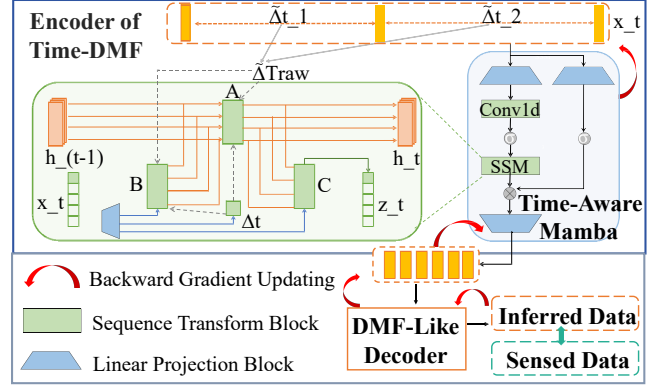 Encoder of
Time-DMF
Δ̃t_1
Δ̃t_2
x_t
Δ̃Traw
A
h_(t-1)
h_t
B
C
x_t
Δt
z_t
Conv1d
σ
σ
SSM
Time-Aware
Mamba
Backward Gradient Updating
Sequence Transform Block
Linear Projection Block
DMF-Like
Decoder
Inferred Data
Sensed Data